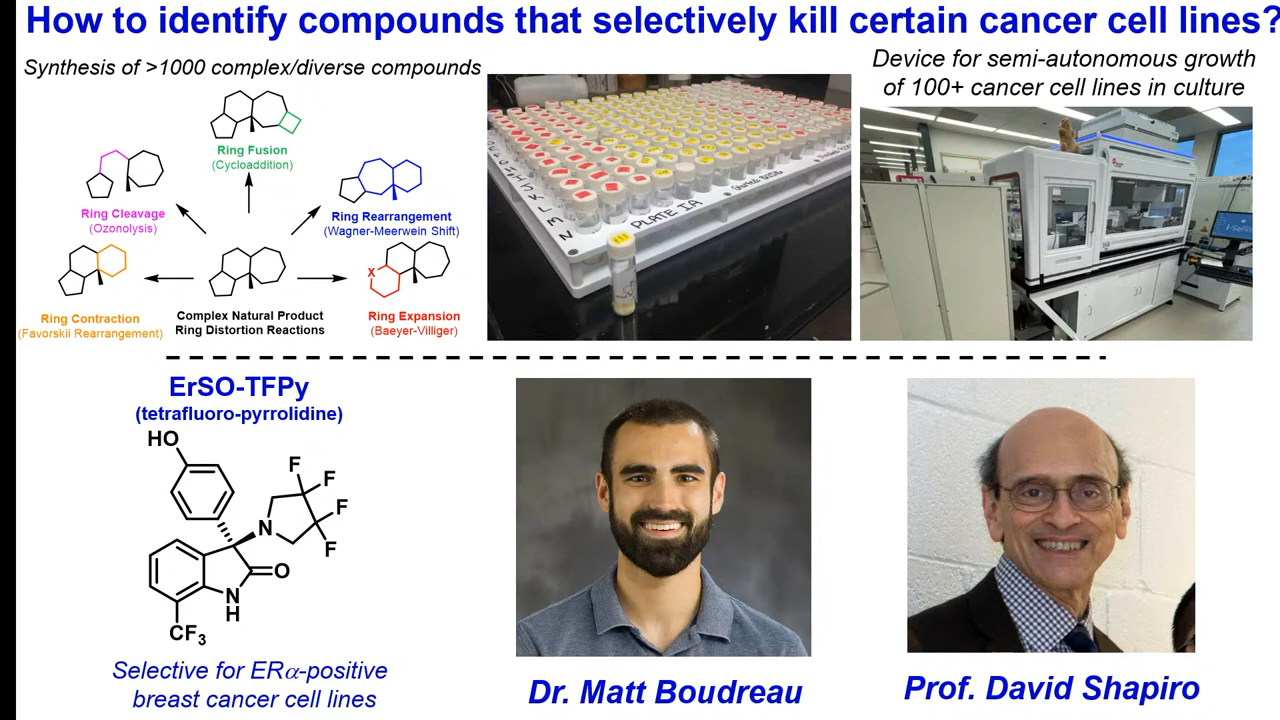 How to identify compounds that selectively kill certain cancer cell lines?
Synthesis of >1000 complex/diverse compounds
Ring Fusion
(Cycloaddition)
Ring Cleavage
(Ozonolysis)
Ring Rearrangement
(Wagner-Meerwein Shift)
Ring Contraction
(Favorskii Rearrangement)
Complex Natural Product
Ring Distortion Reactions
X
Ring Expansion
(Baeyer-Villiger)
PLATE IA
Device for semi-autonomous growth
of 100+ cancer cell lines in culture
ErSO-TFPy
(tetrafluoro-pyrrolidine)
HO
F
F
F
F
N
O
N
H
CF3
Selective for ERα-positive
breast cancer cell lines
Dr. Matt Boudreau
Prof. David Shapiro